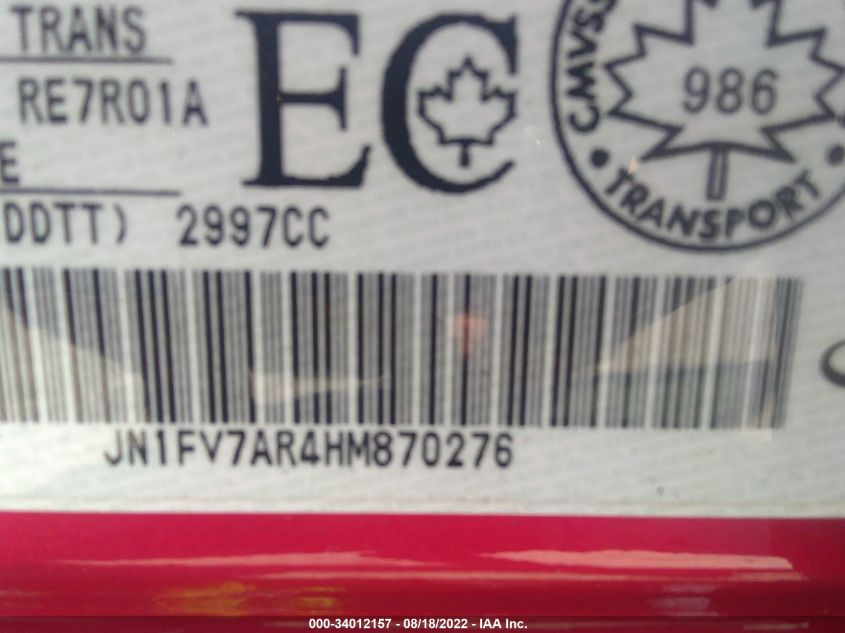 TRANS
RE7R01A
E
DDTT) 2997CC
EC
CMVSS
986
TRANSPORT
JN1FV7AR4HM870276
000-34012157 - 08/18/2022 - IAA Inc.